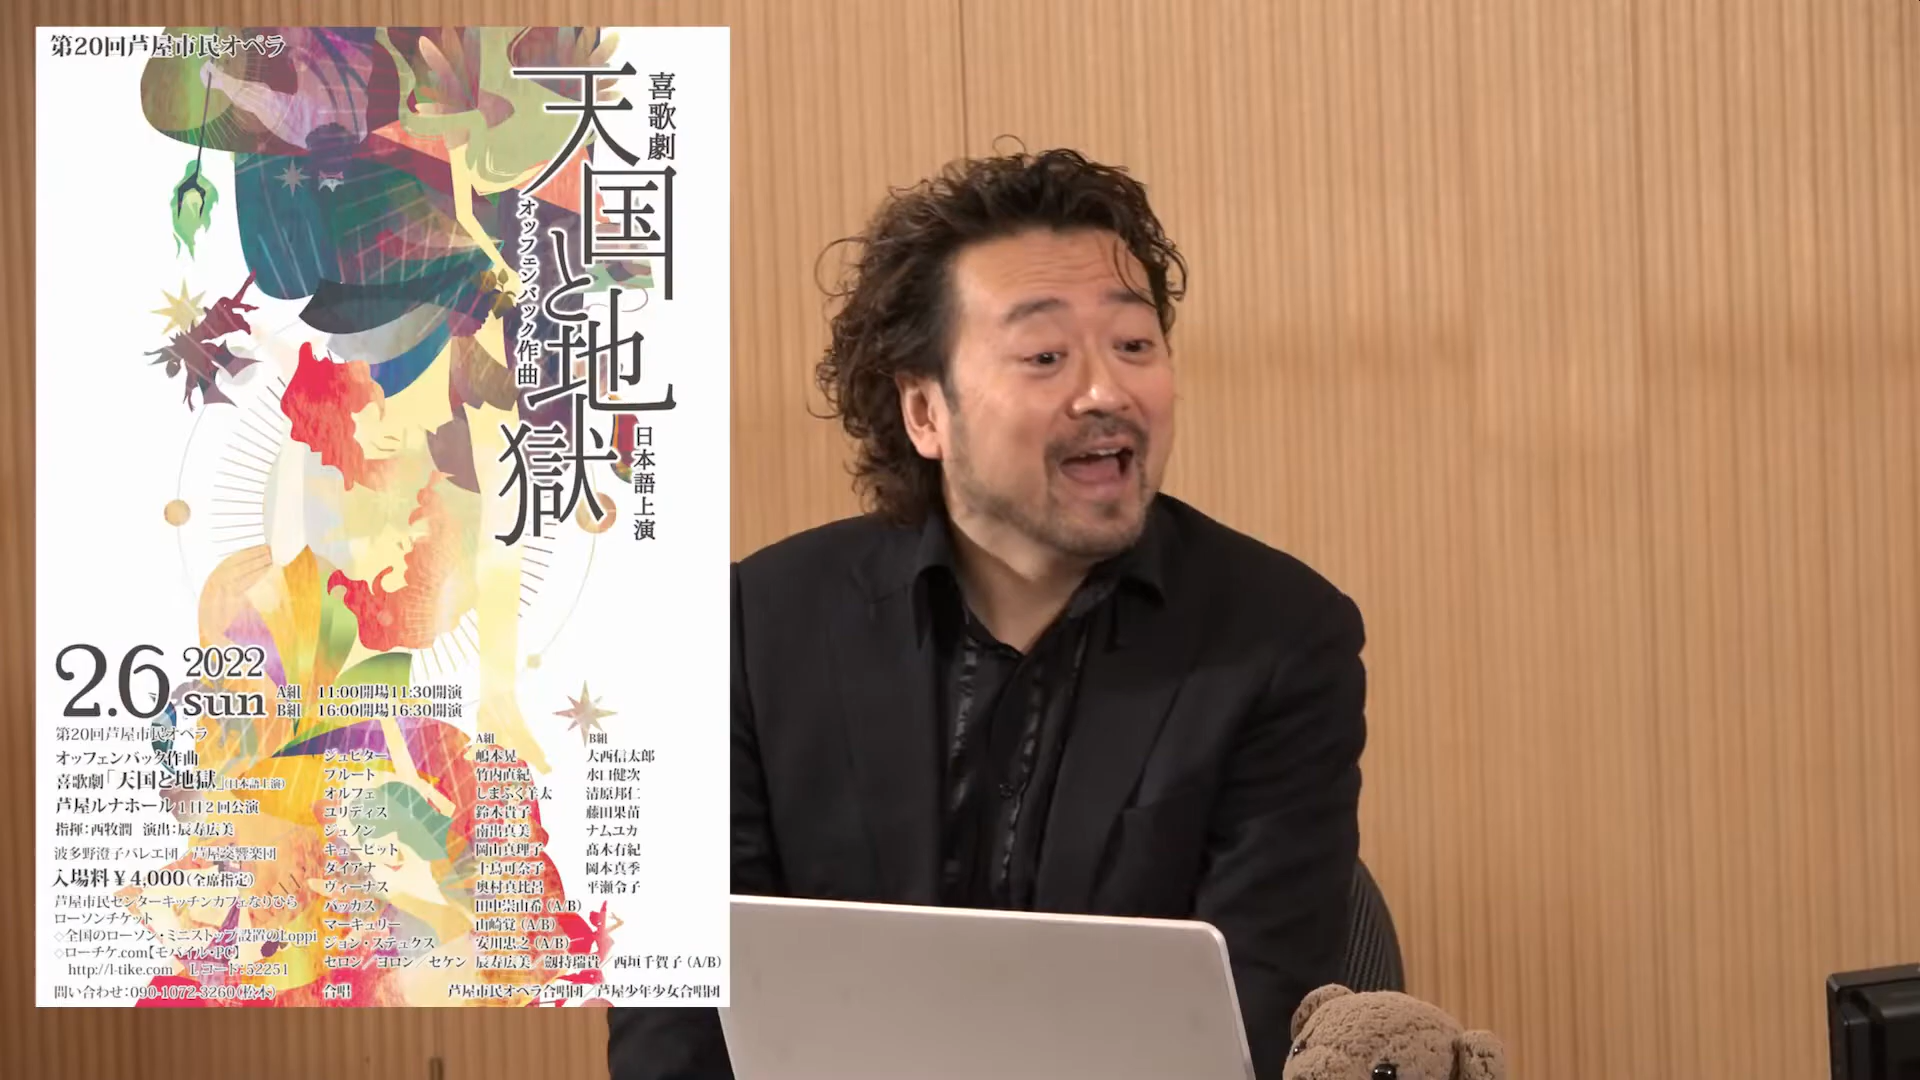 第20回芦屋市民オペラ
喜歌劇
天国と地獄
オッフェンバック作曲
日本語上演
2.6 2022 sun
A組 11:00開場11:30開演
B組 16:00開場16:30開演
第20回芦屋市民オペラ
オッフェンバック作曲
喜歌劇「天国と地獄」(日本語上演)
芦屋ルナホール 1日2回公演
指揮:西牧潤 演出:辰寿広美
波多野澄子バレエ団/芦屋交響楽団
入場料¥4,000(全席指定)
芦屋市民センターキッチンカフェなりひら
ローソンチケット
◇全国のローソン・ミニストップ設置のLoppi
◇ローチケ.com【モバイル・PC】
http://l-tike.com Lコード:52251
問い合わせ:090-1072-3260(松本)
A組 B組
ジュピター 嶋本晃 大西信太郎
プルート 竹内直紀 水口健次
オルフェ しまふく羊太 清原邦仁
ユリディス 鈴木貴子 藤田果苗
ジュノン 南出真美 ナムユカ
キューピット 岡山真理子 髙木有紀
ダイアナ 十鳥可奈子 岡本真季
ヴィーナス 奥村真比呂 平瀬令子
バッカス 田中崇由希 (A/B)
マーキュリー 山崎覚 (A/B)
ジョン・ステュクス 安川忠之 (A/B)
セロン/ヨロン/セケン 辰寿広美/劔持瑞貴/西垣千賀子 (A/B)
合唱 芦屋市民オペラ合唱団/芦屋少年少女合唱団